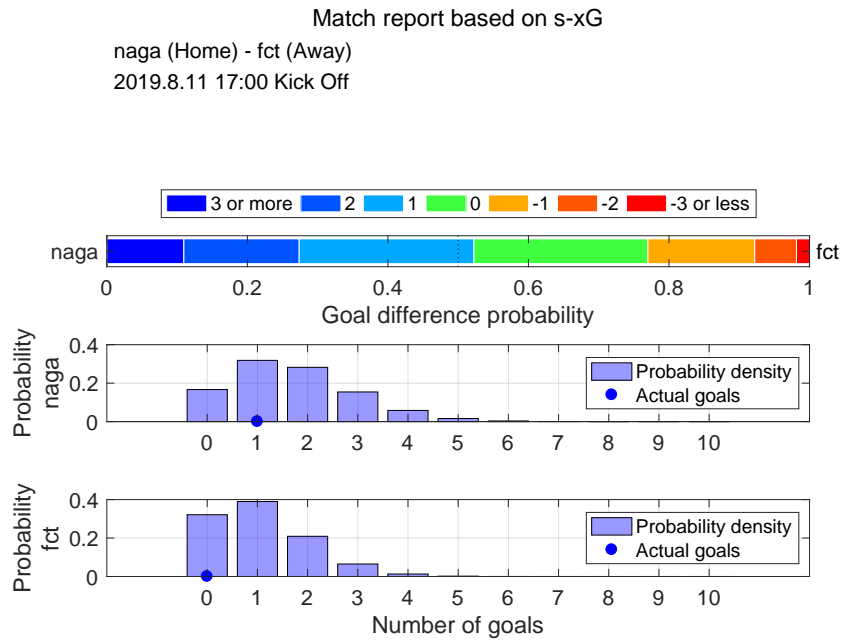 Match report based on s-xG
naga (Home) - fct (Away)
2019.8.11 17:00 Kick Off
3 or more 2 1 0 -1 -2 -3 or less
naga fct
0 0.2 0.4 0.6 0.8 1
Goal difference probability
Probability
naga
0.4
0.2
0
Probability density
Actual goals
0 1 2 3 4 5 6 7 8 9 10
Probability
fct
0.4
0.2
0
Probability density
Actual goals
0 1 2 3 4 5 6 7 8 9 10
Number of goals